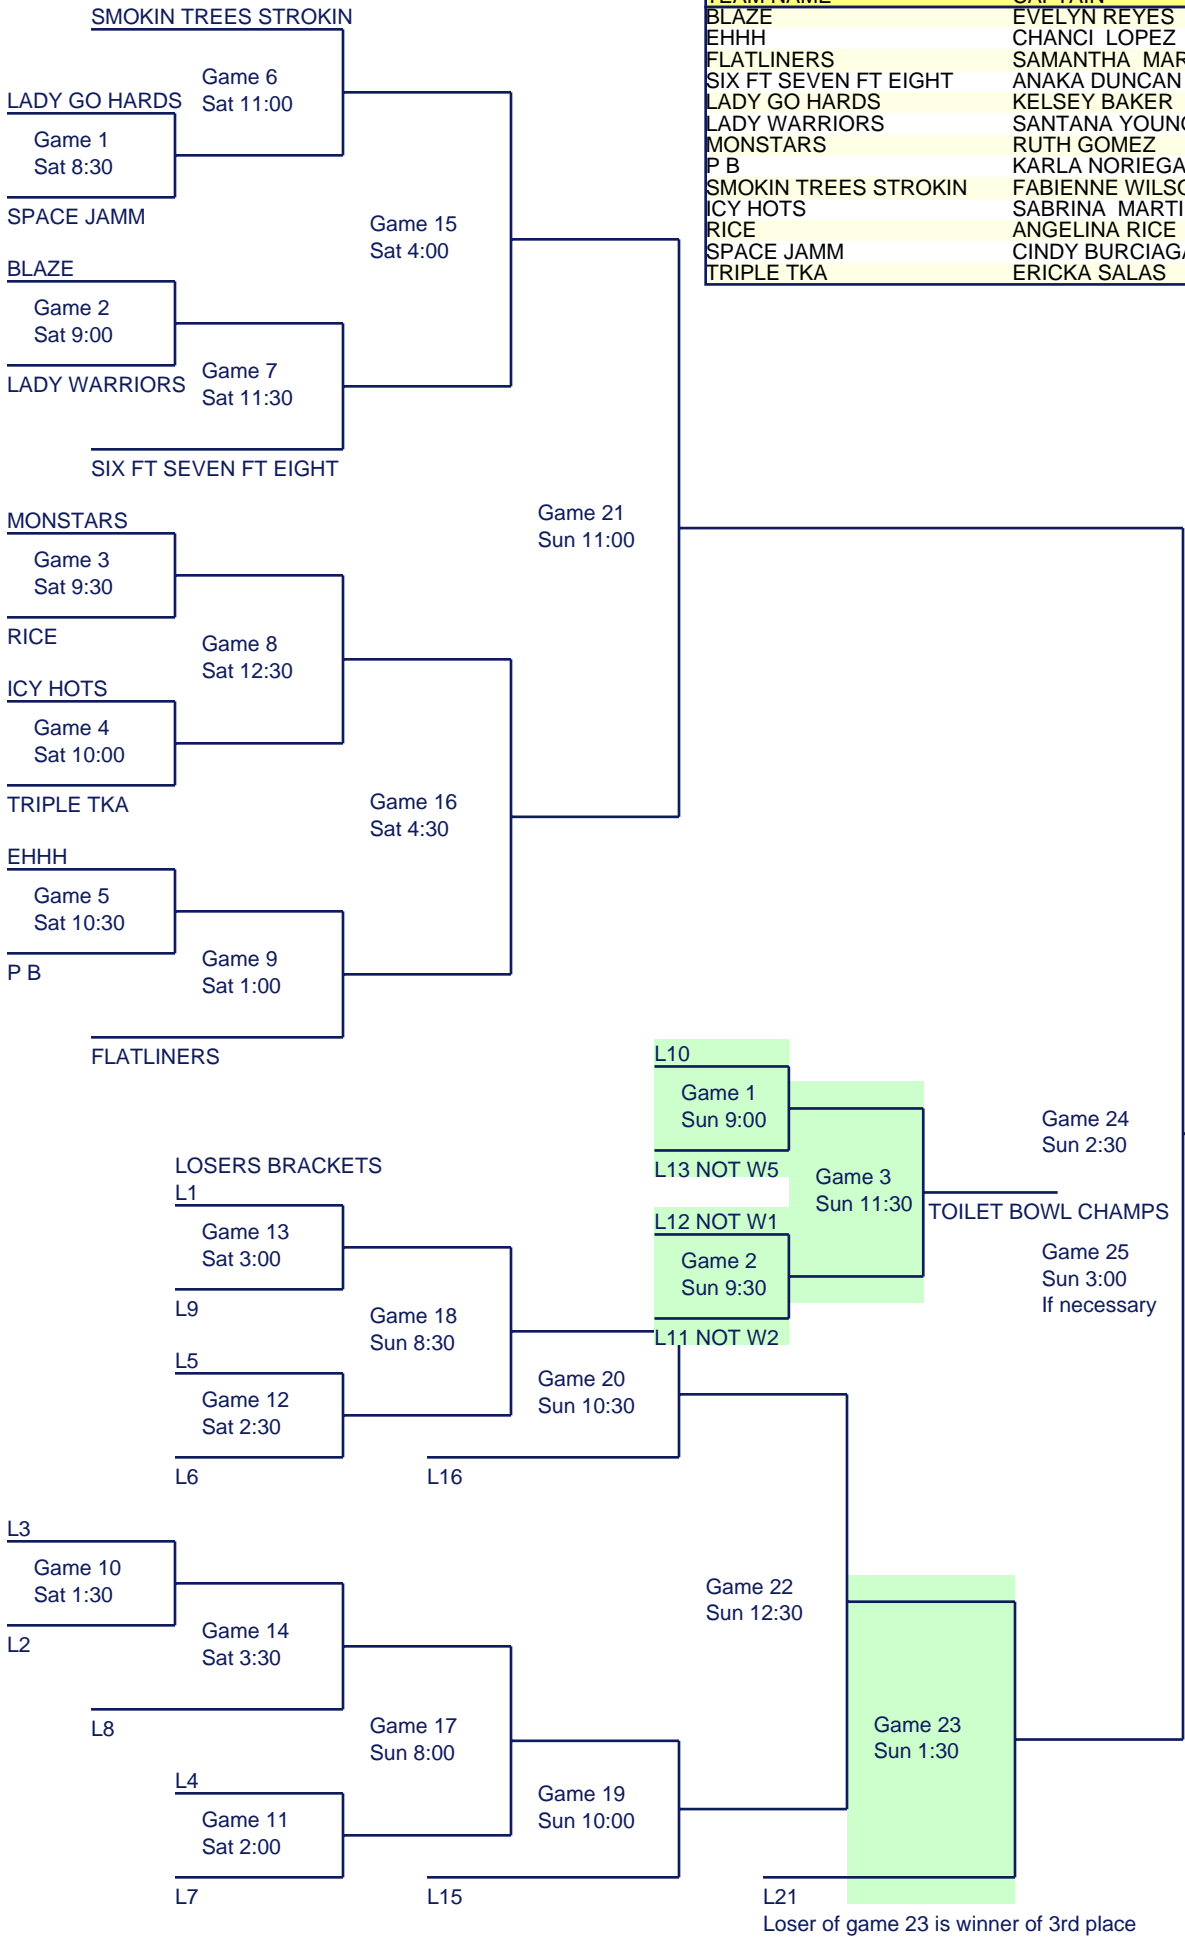 SMOKIN TREES STROKIN
Game 6
Sat 11:00
LADY GO HARDS
Game 1
Sat 8:30
SPACE JAMM
Game 15
Sat 4:00
BLAZE
Game 2
Sat 9:00
LADY WARRIORS
Game 7
Sat 11:30
SIX FT SEVEN FT EIGHT
BLAZE EVELYN REYES
EHHH CHANCI LOPEZ
FLATLINERS SAMANTHA MAR
SIX FT SEVEN FT EIGHT ANAKA DUNCAN
LADY GO HARDS KELSEY BAKER
LADY WARRIORS SANTANA YOUNG
MONSTARS RUTH GOMEZ
P B KARLA NORIEGA
SMOKIN TREES STROKIN FABIENNE WILSO
ICY HOTS SABRINA MARTI
RICE ANGELINA RICE
SPACE JAMM CINDY BURCIAGA
TRIPLE TKA ERICKA SALAS
MONSTARS
Game 3
Sat 9:30
RICE
Game 21
Sun 11:00
Game 8
Sat 12:30
ICY HOTS
Game 4
Sat 10:00
TRIPLE TKA
Game 16
Sat 4:30
EHHH
Game 5
Sat 10:30
P B
Game 9
Sat 1:00
FLATLINERS
L10
Game 1
Sun 9:00
L13 NOT W5
Game 3
Sun 11:30
L12 NOT W1
Game 2
Sun 9:30
L11 NOT W2
TOILET BOWL CHAMPS
Game 24
Sun 2:30
Game 25
Sun 3:00
If necessary
LOSERS BRACKETS
L1
Game 13
Sat 3:00
L9
Game 18
Sun 8:30
L5
Game 12
Sat 2:30
L6
Game 20
Sun 10:30
L16
L3
Game 10
Sat 1:30
L2
Game 14
Sat 3:30
L8
Game 22
Sun 12:30
Game 17
Sun 8:00
L4
Game 11
Sat 2:00
L7
Game 19
Sun 10:00
L15
Game 23
Sun 1:30
L21
Loser of game 23 is winner of 3rd place